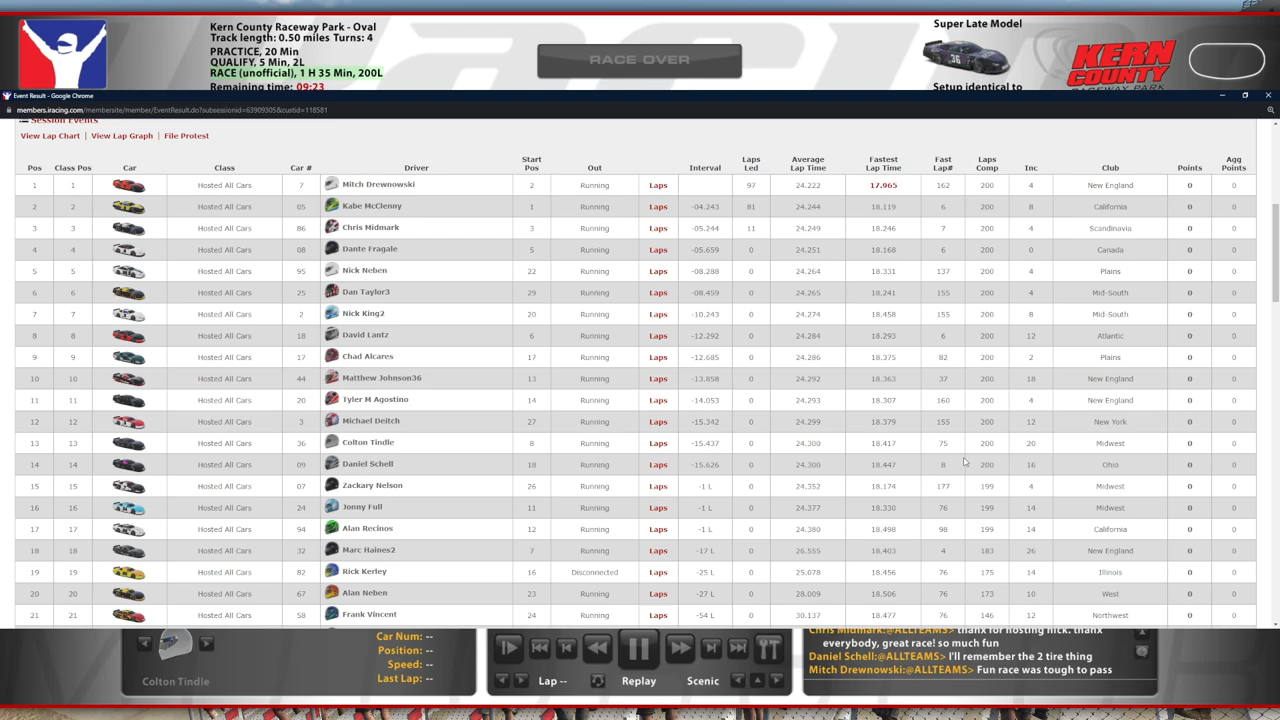 Kern County Raceway Park - Oval
Track length: 0.50 miles Turns: 4
PRACTICE, 20 Min
QUALIFY, 5 Min, 2L
RACE (unofficial), 1 H 35 Min, 200L
Remaining time: 09:23
RACE OVER
Super Late Model
36
KERN
COUNTY
RACEWAY PARK
Setup identical to
Event Result - Google Chrome
members.iracing.com/membersite/member/EventResult.do?subsessionid=63909305&custid=118581
Session Events
View Lap Chart | View Lap Graph | File Protest
Pos Class Pos Car Class Car # Driver Start Pos Out Interval Laps Led Average Lap Time Fastest Lap Time Fast Lap# Laps Comp Inc Club Points Agg Points
1 1 Hosted All Cars 7 Mitch Drewnowski 2 Running Laps 97 24.222 17.965 162 200 4 New England 0 0
2 2 Hosted All Cars 05 Kabe McClenny 1 Running Laps -04.243 81 24.244 18.119 6 200 8 California 0 0
3 3 Hosted All Cars 86 Chris Midmark 3 Running Laps -05.244 11 24.249 18.246 7 200 4 Scandinavia 0 0
4 4 Hosted All Cars 08 Dante Fragale 5 Running Laps -05.659 0 24.251 18.168 6 200 0 Canada 0 0
5 5 Hosted All Cars 95 Nick Neben 22 Running Laps -08.288 0 24.264 18.331 137 200 4 Plains 0 0
6 6 Hosted All Cars 25 Dan Taylor3 29 Running Laps -08.459 0 24.265 18.241 155 200 4 Mid-South 0 0
7 7 Hosted All Cars 2 Nick King2 20 Running Laps -10.243 0 24.274 18.458 155 200 8 Mid-South 0 0
8 8 Hosted All Cars 18 David Lantz 6 Running Laps -12.292 0 24.284 18.293 6 200 12 Atlantic 0 0
9 9 Hosted All Cars 17 Chad Alcares 17 Running Laps -12.685 0 24.286 18.375 82 200 2 Plains 0 0
10 10 Hosted All Cars 44 Matthew Johnson36 13 Running Laps -13.858 0 24.292 18.363 37 200 18 New England 0 0
11 11 Hosted All Cars 20 Tyler M Agostino 14 Running Laps -14.053 0 24.293 18.307 160 200 4 New England 0 0
12 12 Hosted All Cars 3 Michael Deitch 27 Running Laps -15.342 0 24.299 18.379 155 200 12 New York 0 0
13 13 Hosted All Cars 36 Colton Tindle 8 Running Laps -15.437 0 24.300 18.417 75 200 20 Midwest 0 0
14 14 Hosted All Cars 09 Daniel Schell 18 Running Laps -15.626 0 24.300 18.447 8 200 16 Ohio 0 0
15 15 Hosted All Cars 07 Zackary Nelson 26 Running Laps -1 L 0 24.352 18.174 177 199 4 Midwest 0 0
16 16 Hosted All Cars 24 Jonny Full 11 Running Laps -1 L 0 24.377 18.330 76 199 14 Midwest 0 0
17 17 Hosted All Cars 94 Alan Recinos 12 Running Laps -1 L 0 24.380 18.498 98 199 14 California 0 0
18 18 Hosted All Cars 32 Marc Haines2 7 Running Laps -17 L 0 26.555 18.403 4 183 26 New England 0 0
19 19 Hosted All Cars 82 Rick Kerley 16 Disconnected Laps -25 L 0 25.078 18.456 76 175 14 Illinois 0 0
20 20 Hosted All Cars 67 Alan Neben 23 Running Laps -27 L 0 28.009 18.506 76 173 10 West 0 0
21 21 Hosted All Cars 58 Frank Vincent 24 Running Laps -54 L 0 30.137 18.477 76 146 12 Northwest 0 0
Colton Tindle
Car Num: --
Position: --
Speed: --
Last Lap: --
Lap -- Replay Scenic
Chris Midmark:@ALLTEAMS> thanx for hosting nick. thanx
everybody, great race! so much fun
Daniel Schell:@ALLTEAMS> I'll remember the 2 tire thing
Mitch Drewnowski:@ALLTEAMS> Fun race was tough to pass